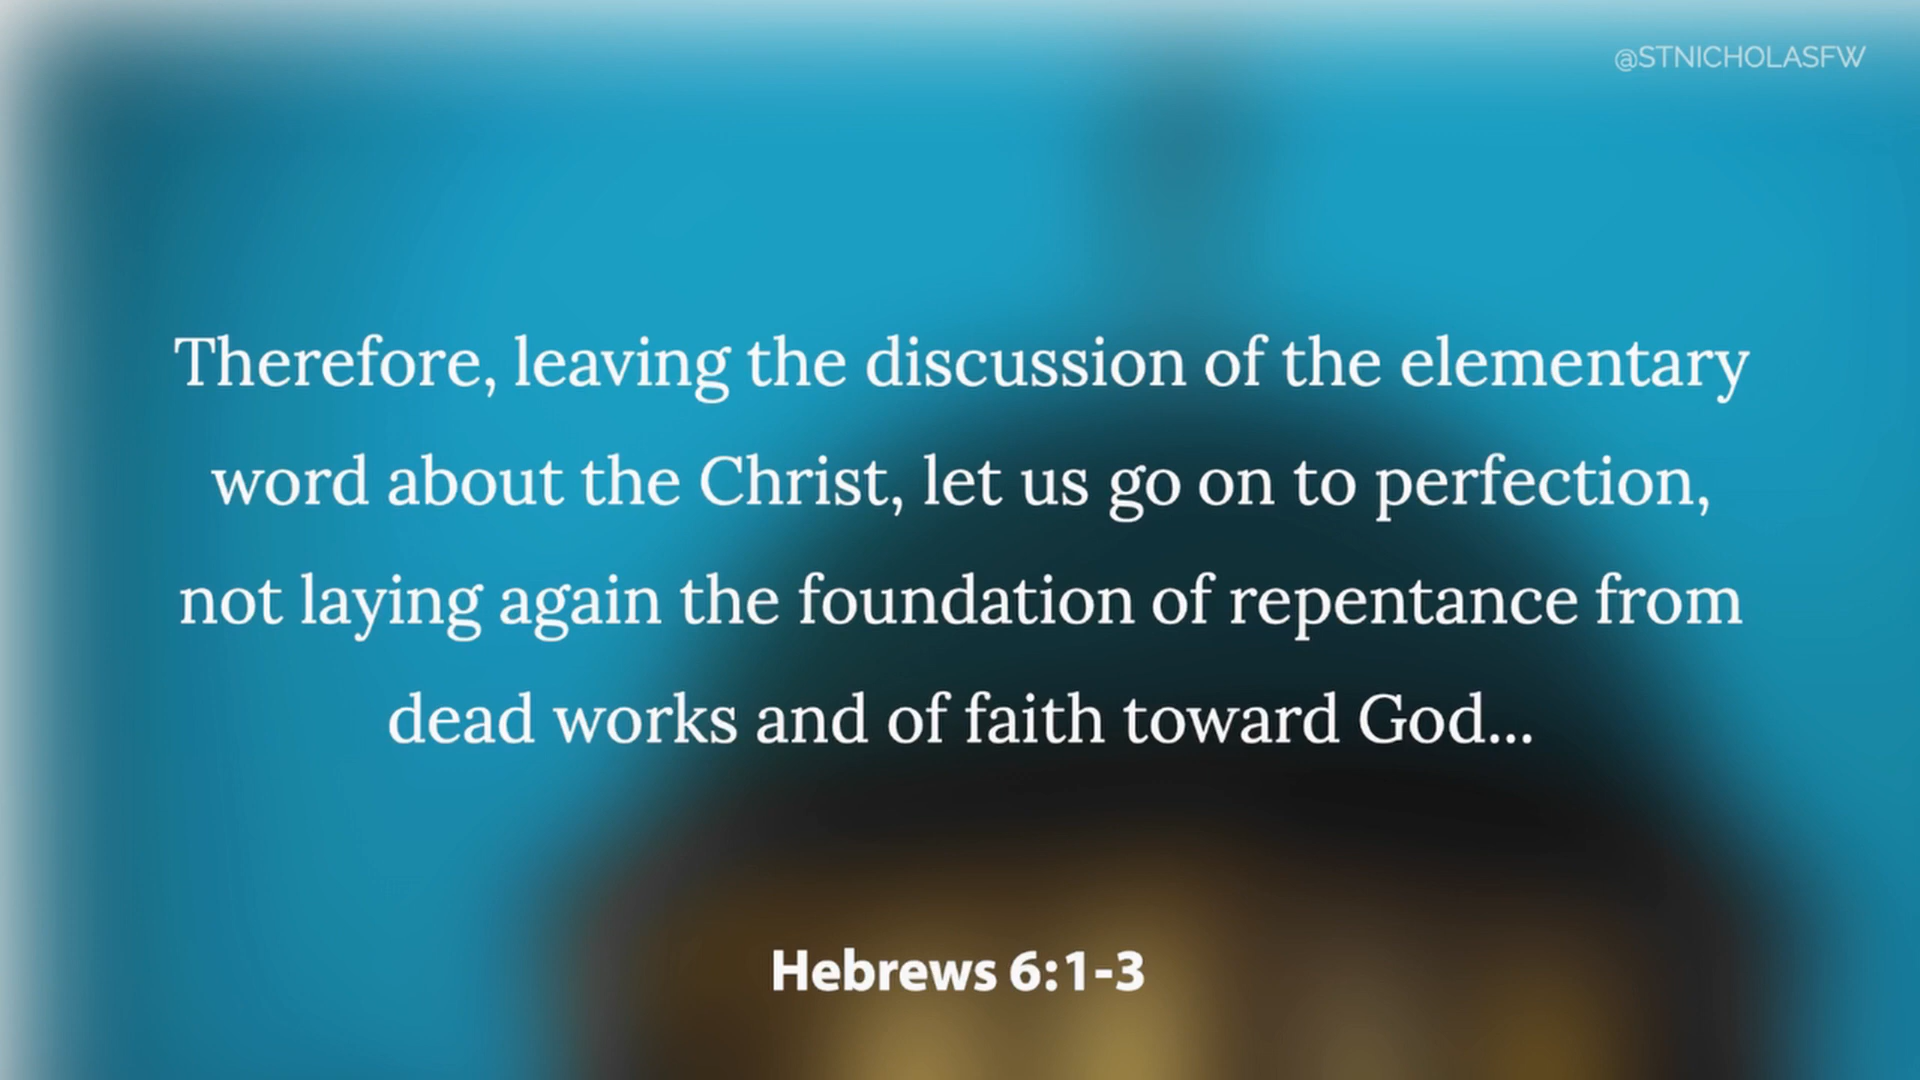 @STNICHOLASFW
Therefore, leaving the discussion of the elementary
word about the Christ, let us go on to perfection,
not laying again the foundation of repentance from
dead works and of faith toward God...
Hebrews 6:1-3